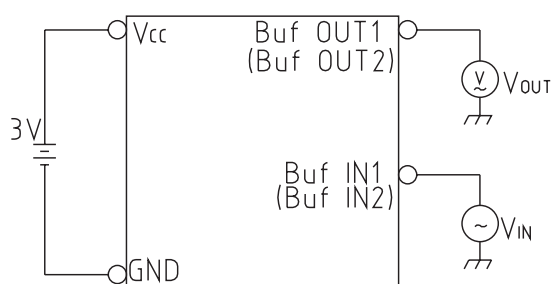 Vcc
Buf OUT1
(Buf OUT2)
V
~
VOUT
3V
Buf IN1
(Buf IN2)
~
VIN
GND